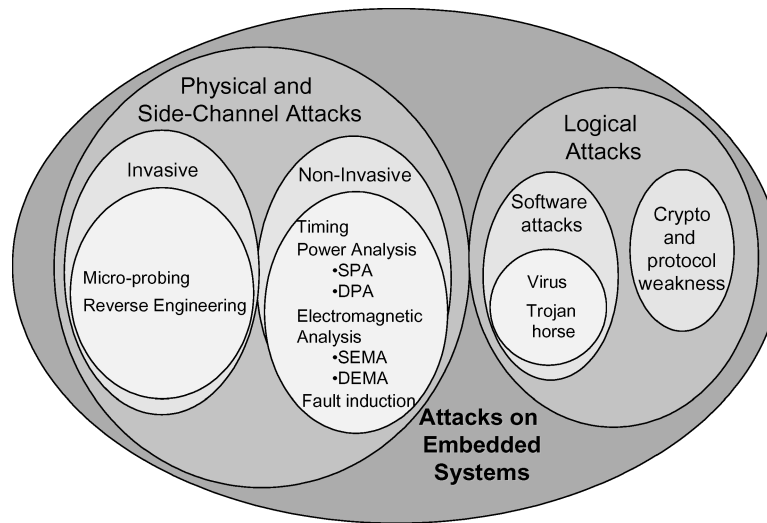 Physical and
Side-Channel Attacks
Invasive
Micro-probing
Reverse Engineering
Non-Invasive
Timing
Power Analysis
•SPA
•DPA
Electromagnetic
Analysis
•SEMA
•DEMA
Fault induction
Logical
Attacks
Software
attacks
Virus
Trojan
horse
Crypto
and
protocol
weakness
Attacks on
Embedded
Systems